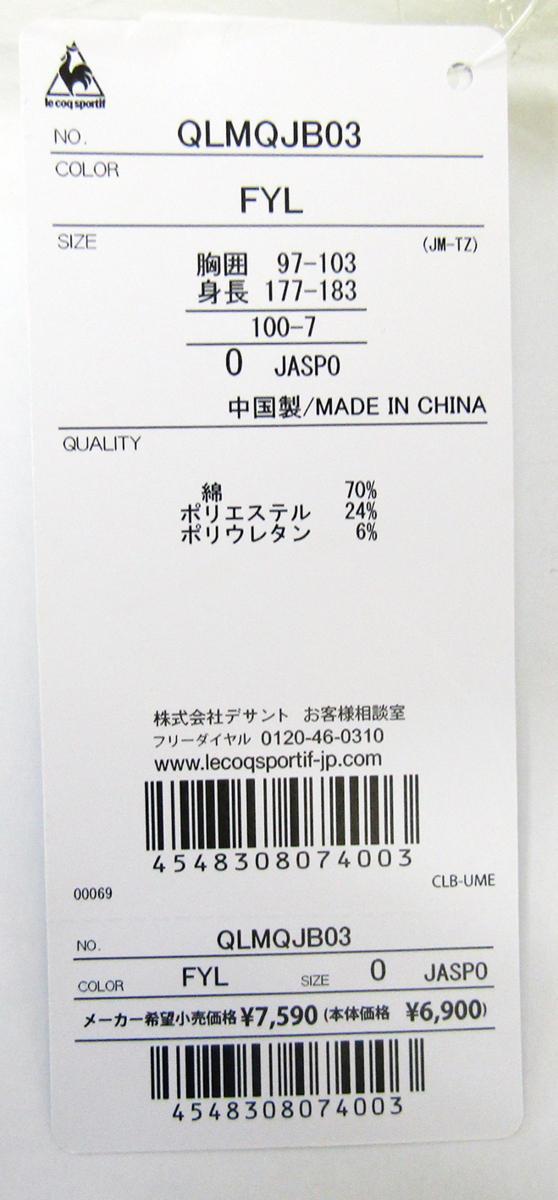 le coq sportif
NO. QLMQJB03
COLOR
FYL
SIZE (JM-TZ)
胸囲 97-103
身長 177-183
100-7
O JASPO
中国製/MADE IN CHINA
QUALITY
綿 70%
ポリエステル 24%
ポリウレタン 6%
株式会社デサント お客様相談室
フリーダイヤル 0120-46-0310
www.lecoqsportif-jp.com
4548308074003
00069 CLB-UME
NO. QLMQJB03
COLOR FYL SIZE O JASPO
メーカー希望小売価格¥7,590 (本体価格 ¥6,900)
4548308074003